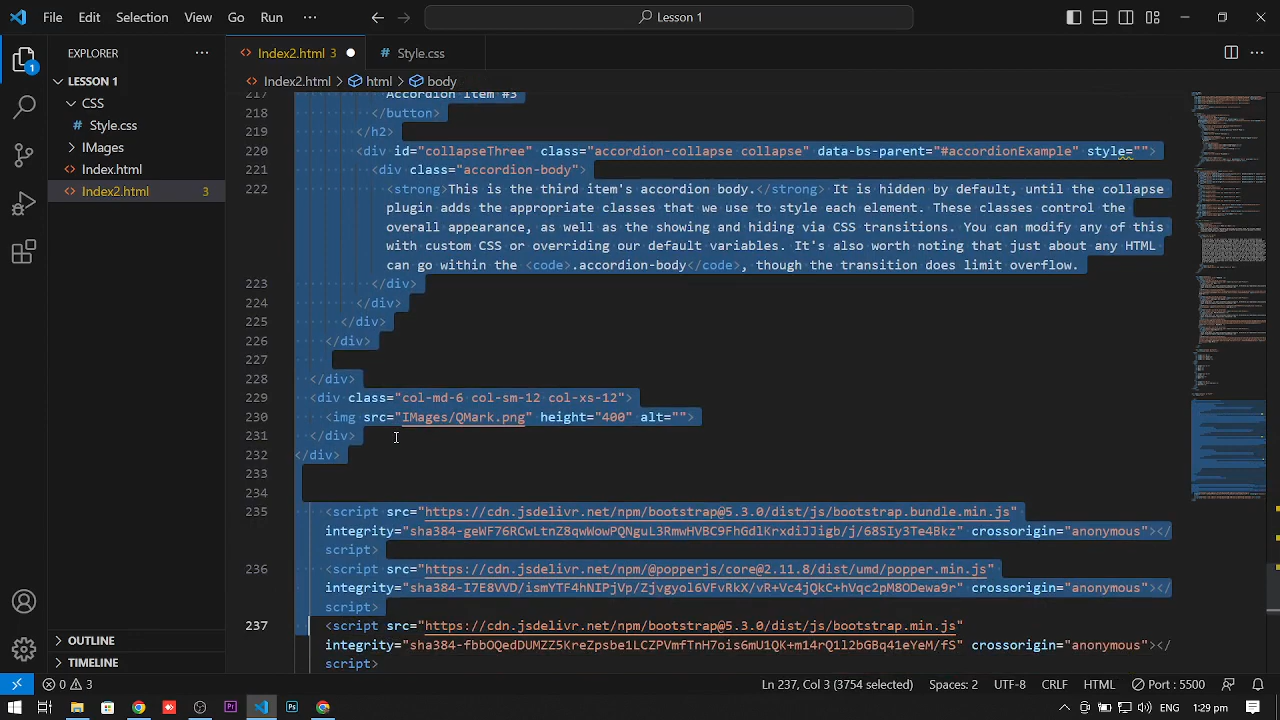 File Edit Selection View Go Run ···
Lesson 1
EXPLORER
LESSON 1
CSS
Style.css
IMages
index.html
Index2.html 3
OUTLINE
TIMELINE
1
Index2.html 3
Style.css
Index2.html > html > body
217 Accordion Item #3
218 </button>
219 </h2>
220 <div id="collapseThree" class="accordion-collapse collapse" data-bs-parent="#accordionExample" style="">
221 <div class="accordion-body">
222 <strong>This is the third item's accordion body.</strong> It is hidden by default, until the collapse
plugin adds the appropriate classes that we use to style each element. These classes control the
overall appearance, as well as the showing and hiding via CSS transitions. You can modify any of this
with custom CSS or overriding our default variables. It's also worth noting that just about any HTML
can go within the <code>.accordion-body</code>, though the transition does limit overflow.
223 </div>
224 </div>
225 </div>
226 </div>
227
228 </div>
229 <div class="col-md-6 col-sm-12 col-xs-12">
230 <img src="IMages/QMark.png" height="400" alt="">
231 </div>
232 </div>
233
234
235 <script src="https://cdn.jsdelivr.net/npm/bootstrap@5.3.0/dist/js/bootstrap.bundle.min.js"
integrity="sha384-geWF76RCwLtnZ8qwWowPQNguL3RmwHVBC9FhGdlKrxdiJJigb/j/68SIy3Te4Bkz" crossorigin="anonymous"></
script>
236 <script src="https://cdn.jsdelivr.net/npm/@popperjs/core@2.11.8/dist/umd/popper.min.js"
integrity="sha384-I7E8VVD/ismYTF4hNIPjVp/Zjvgyol6VFvRkX/vR+Vc4jQkC+hVqc2pM8ODewa9r" crossorigin="anonymous"></
script>
237 <script src="https://cdn.jsdelivr.net/npm/bootstrap@5.3.0/dist/js/bootstrap.min.js"
integrity="sha384-fbbOQedDUMZZ5KreZpsbe1LCZPVmfTnH7ois6mU1QK+m14rQ1l2bGBq41eYeM/fS" crossorigin="anonymous"></
script>
0 3
Ln 237, Col 3 (3754 selected) Spaces: 2 UTF-8 CRLF HTML Port : 5500
ENG 1:29 pm